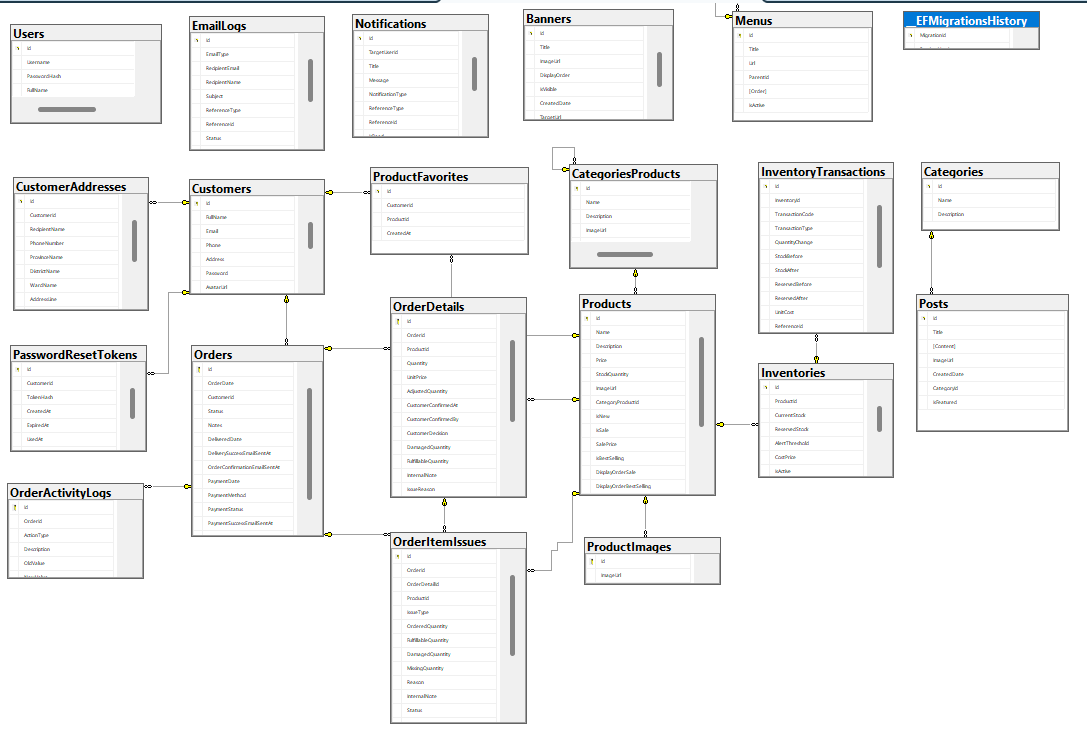 Users
Id
Username
PasswordHash
FullName
EmailLogs
Id
EmailType
RecipientEmail
RecipientName
Subject
ReferenceType
ReferenceId
Status
Notifications
Id
TargetUserId
Title
Message
NotificationType
ReferenceType
ReferenceId
IsRead
Banners
Id
Title
ImageUrl
DisplayOrder
IsVisible
CreatedDate
TargetUrl
Menus
Id
Title
Url
ParentId
[Order]
IsActive
__EFMigrationsHistory
MigrationId
CustomerAddresses
Id
CustomerId
RecipientName
PhoneNumber
ProvinceName
DistrictName
WardName
AddressLine
Customers
Id
FullName
Email
Phone
Address
Password
AvatarUrl
ProductFavorites
Id
CustomerId
ProductId
CreatedAt
CategoriesProducts
Id
Name
Description
ImageUrl
InventoryTransactions
Id
InventoryId
TransactionCode
TransactionType
QuantityChange
StockBefore
StockAfter
ReservedBefore
ReservedAfter
UnitCost
ReferenceId
Categories
Id
Name
Description
PasswordResetTokens
Id
CustomerId
TokenHash
CreatedAt
ExpiredAt
UsedAt
Orders
Id
OrderDate
CustomerId
Status
Notes
DeliveredDate
DeliverySuccessEmailSentAt
OrderConfirmationEmailSentAt
PaymentDate
PaymentMethod
PaymentStatus
PaymentSuccessEmailSentAt
OrderDetails
Id
OrderId
ProductId
Quantity
UnitPrice
AdjustedQuantity
CustomerConfirmedAt
CustomerConfirmedBy
CustomerDecision
DamagedQuantity
FulfillableQuantity
InternalNote
IssueReason
Products
Id
Name
Description
Price
StockQuantity
ImageUrl
CategoryProductId
IsNew
IsSale
SalePrice
IsBestSelling
DisplayOrderSale
DisplayOrderBestSelling
Inventories
Id
ProductId
CurrentStock
ReservedStock
AlertThreshold
CostPrice
IsActive
Posts
Id
Title
[Content]
ImageUrl
CreatedDate
CategoryId
IsFeatured
OrderActivityLogs
Id
OrderId
ActionType
Description
OldValue
NewValue
OrderItemIssues
Id
OrderId
OrderDetailId
ProductId
IssueType
OrderedQuantity
FulfillableQuantity
DamagedQuantity
MissingQuantity
Reason
InternalNote
Status
ProductImages
Id
ImageUrl